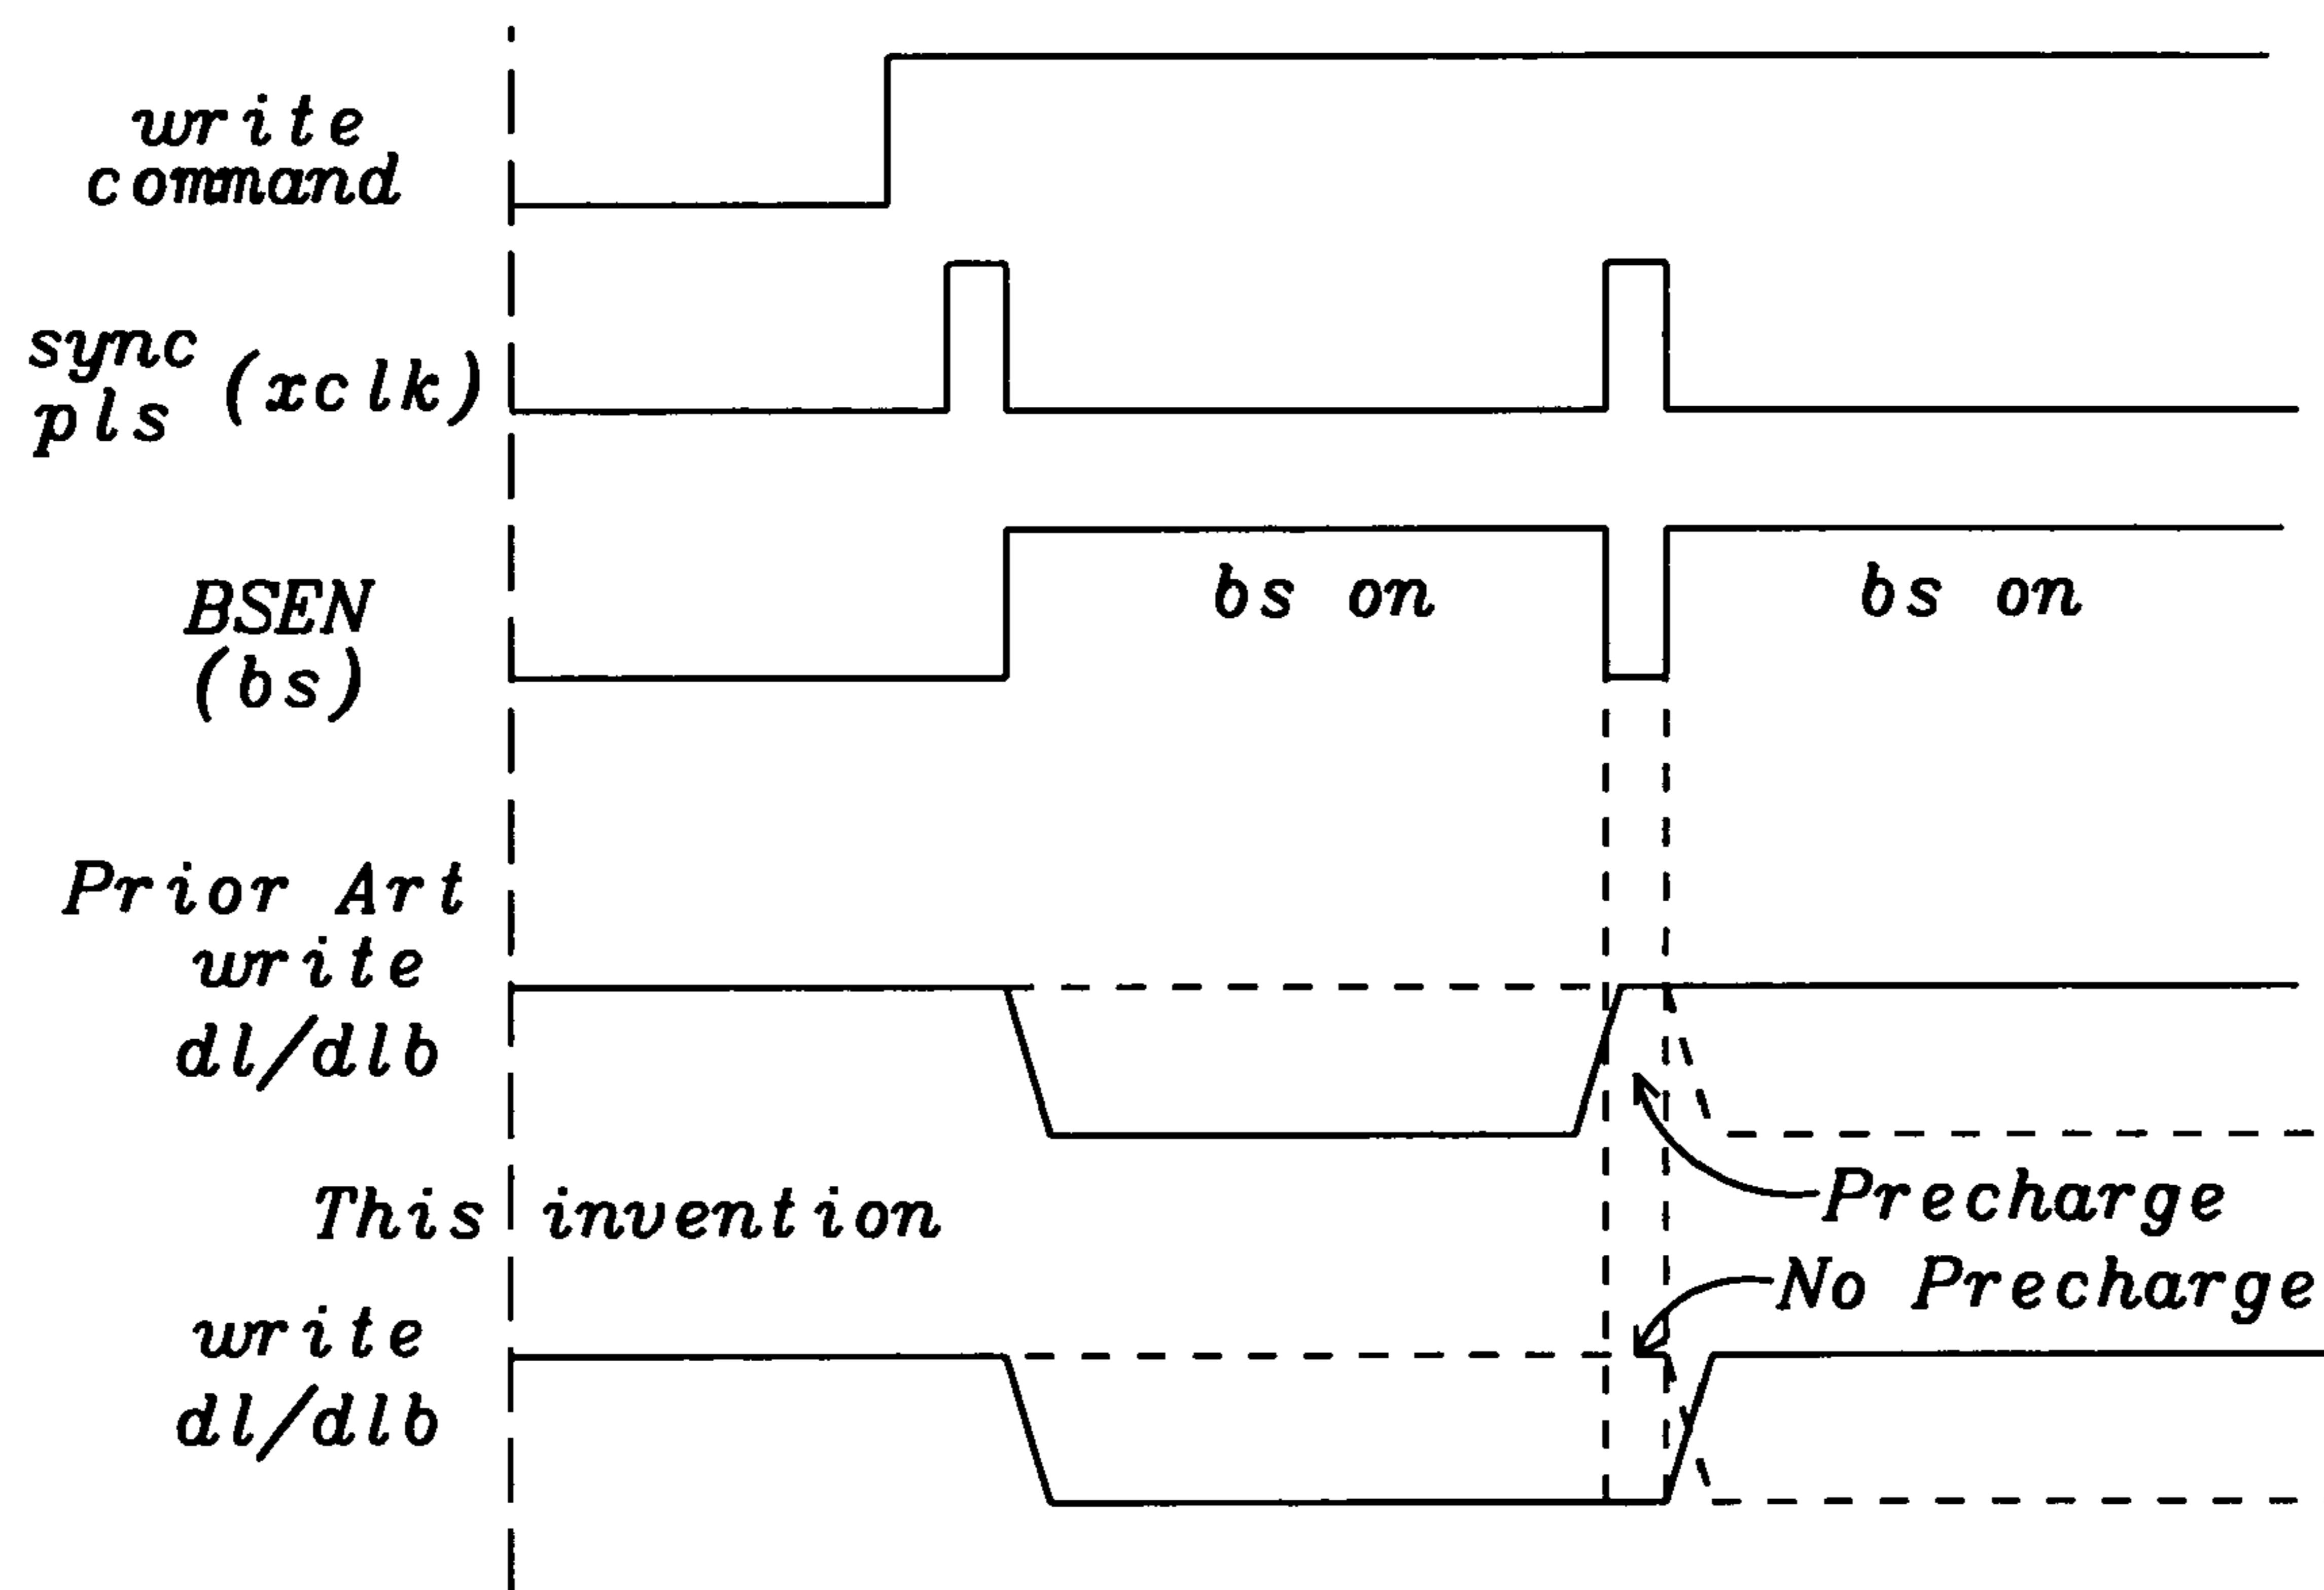 write
command
sync
pls (xclk)
BSEN
(bs)
bs on
bs on
Prior Art
write
dl/dlb
Precharge
This invention
No Precharge
write
dl/dlb